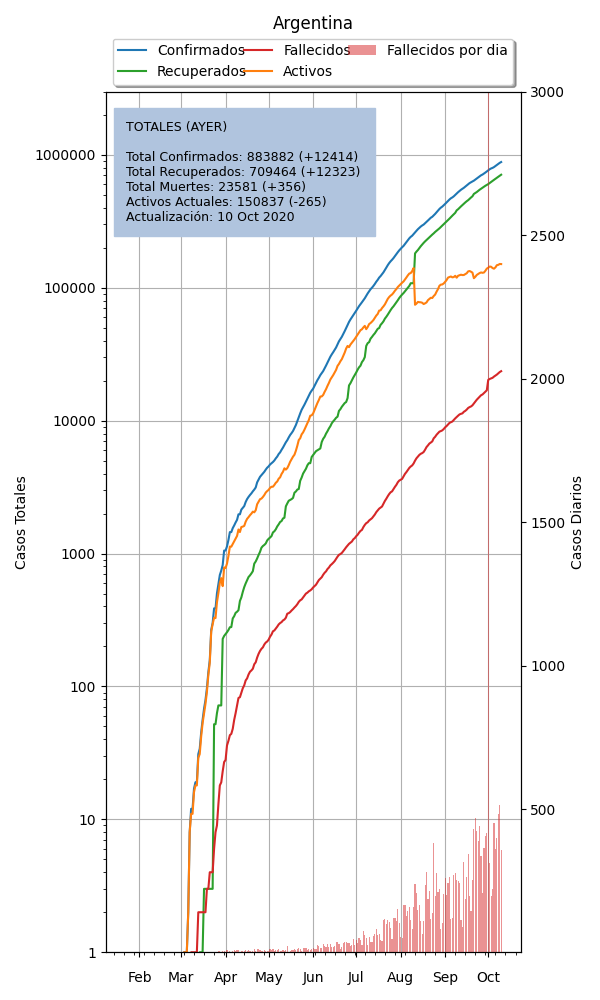 Argentina
Confirmados
Fallecidos
Fallecidos por dia
Recuperados
Activos
TOTALES (AYER)
Total Confirmados: 883882 (+12414)
Total Recuperados: 709464 (+12323)
Total Muertes: 23581 (+356)
Activos Actuales: 150837 (-265)
Actualización: 10 Oct 2020
Casos Totales
1000000
100000
10000
1000
100
10
1
3000
2500
2000
1500
1000
500
Casos Diarios
Feb Mar Apr May Jun Jul Aug Sep Oct